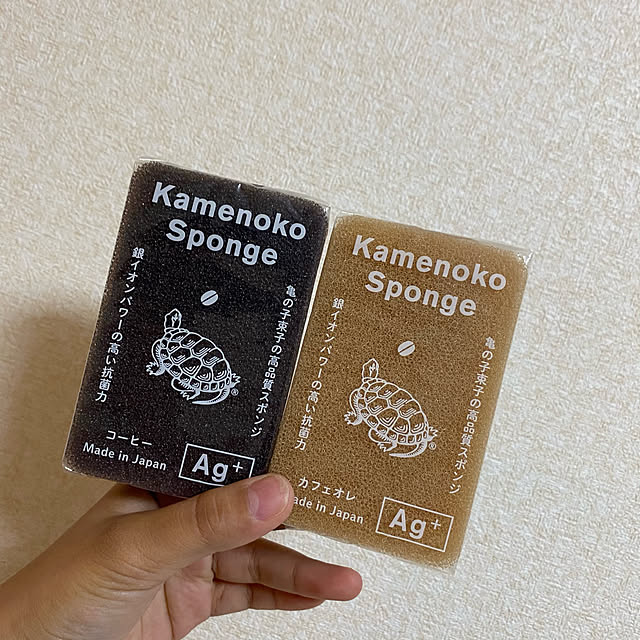 Kamenoko
Sponge
亀の子束子の高品質スポンジ
銀イオンパワーの高い抗菌力
®
コーヒー
Made in Japan
Ag+
Kamenoko
Sponge
亀の子束子の高品質スポンジ
銀イオンパワーの高い抗菌力
®
カフェオレ
ade in Japan
Ag+